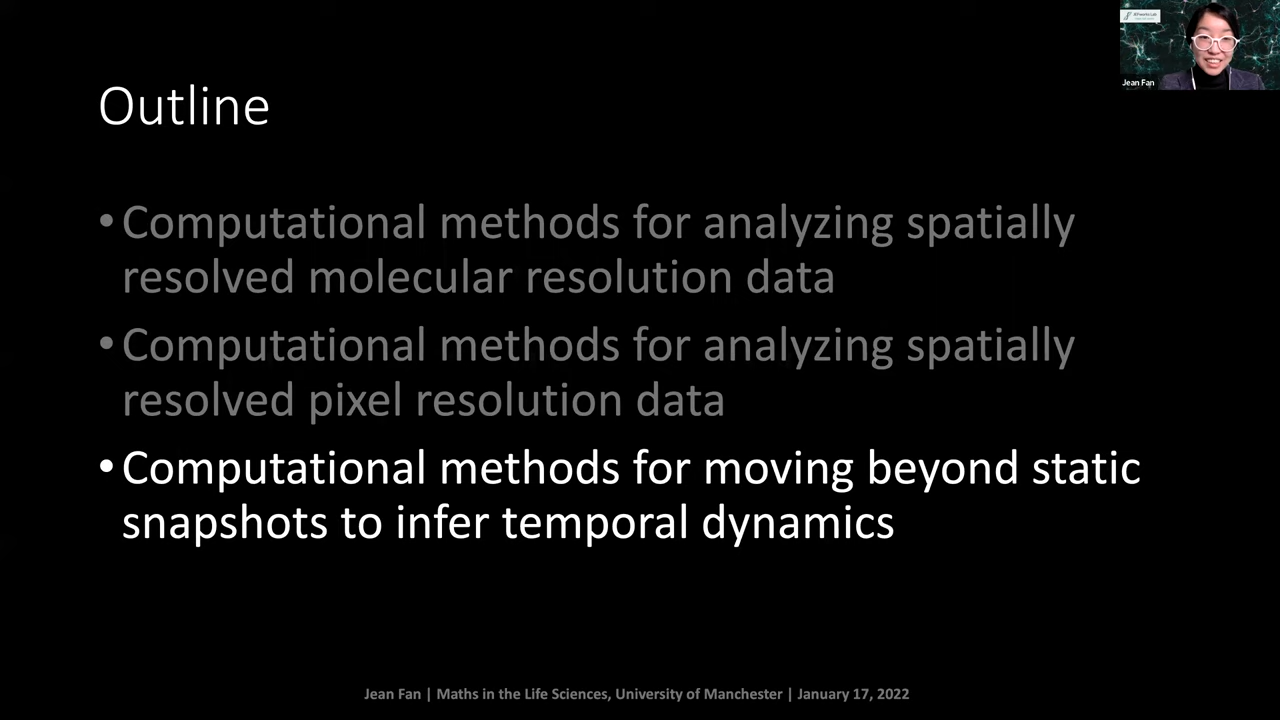 JEFworks Lab
Jean Fan
Outline
•Computational methods for analyzing spatially
resolved molecular resolution data
•Computational methods for analyzing spatially
resolved pixel resolution data
•Computational methods for moving beyond static
snapshots to infer temporal dynamics
Jean Fan | Maths in the Life Sciences, University of Manchester | January 17, 2022